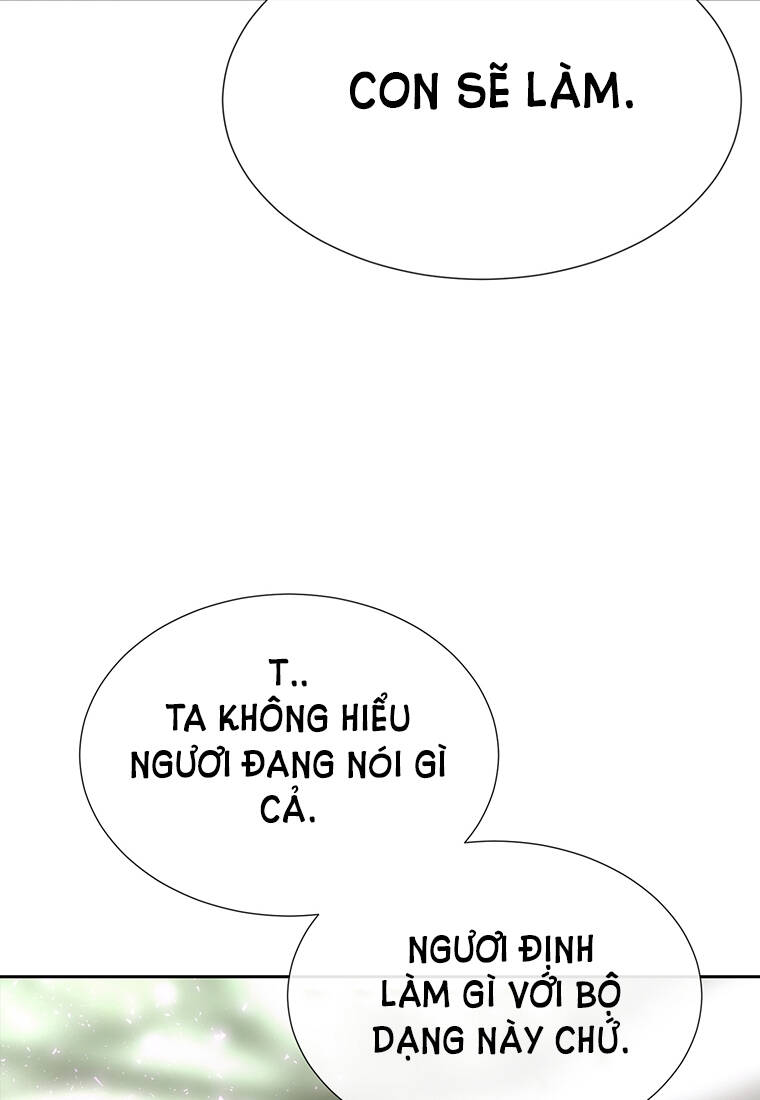 CON SẼ LÀM.
T..
TA KHÔNG HIỂU
NGƯƠI ĐANG NÓI GÌ
CẢ.
NGƯƠI ĐỊNH
LÀM GÌ VỚI BỘ
DẠNG NÀY CHỨ.